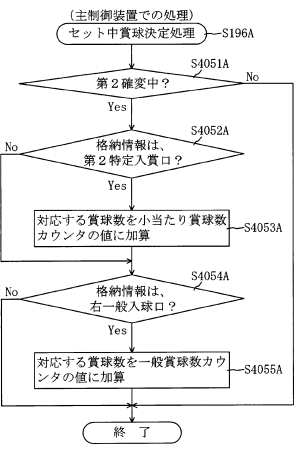 (主制御装置での処理)
セット中賞球決定処理
S196A
S4051A
第2確変中?
No
Yes
S4052A
格納情報は、
第2特定入賞口?
No
Yes
対応する賞球数を小当たり賞球数
カウンタの値に加算
S4053A
S4054A
格納情報は、
右一般入球口?
No
Yes
対応する賞球数を一般賞球数カウ
ンタの値に加算
S4055A
終 了